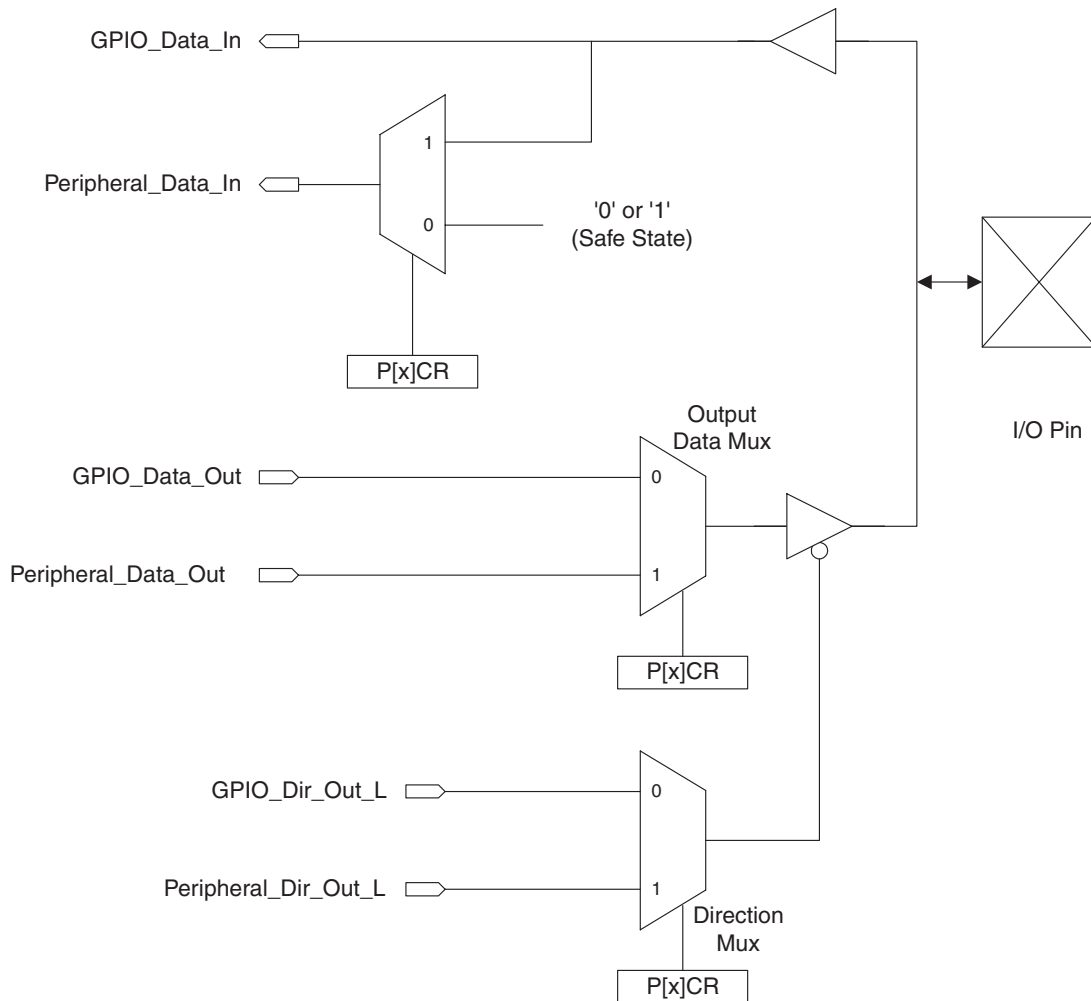 GPIO_Data_In
1
Peripheral_Data_In
'0' or '1'
(Safe State)
0
P[x]CR
I/O Pin
Output
Data Mux
GPIO_Data_Out
0
Peripheral_Data_Out
1
P[x]CR
GPIO_Dir_Out_L
0
Peripheral_Dir_Out_L
1
Direction
Mux
P[x]CR